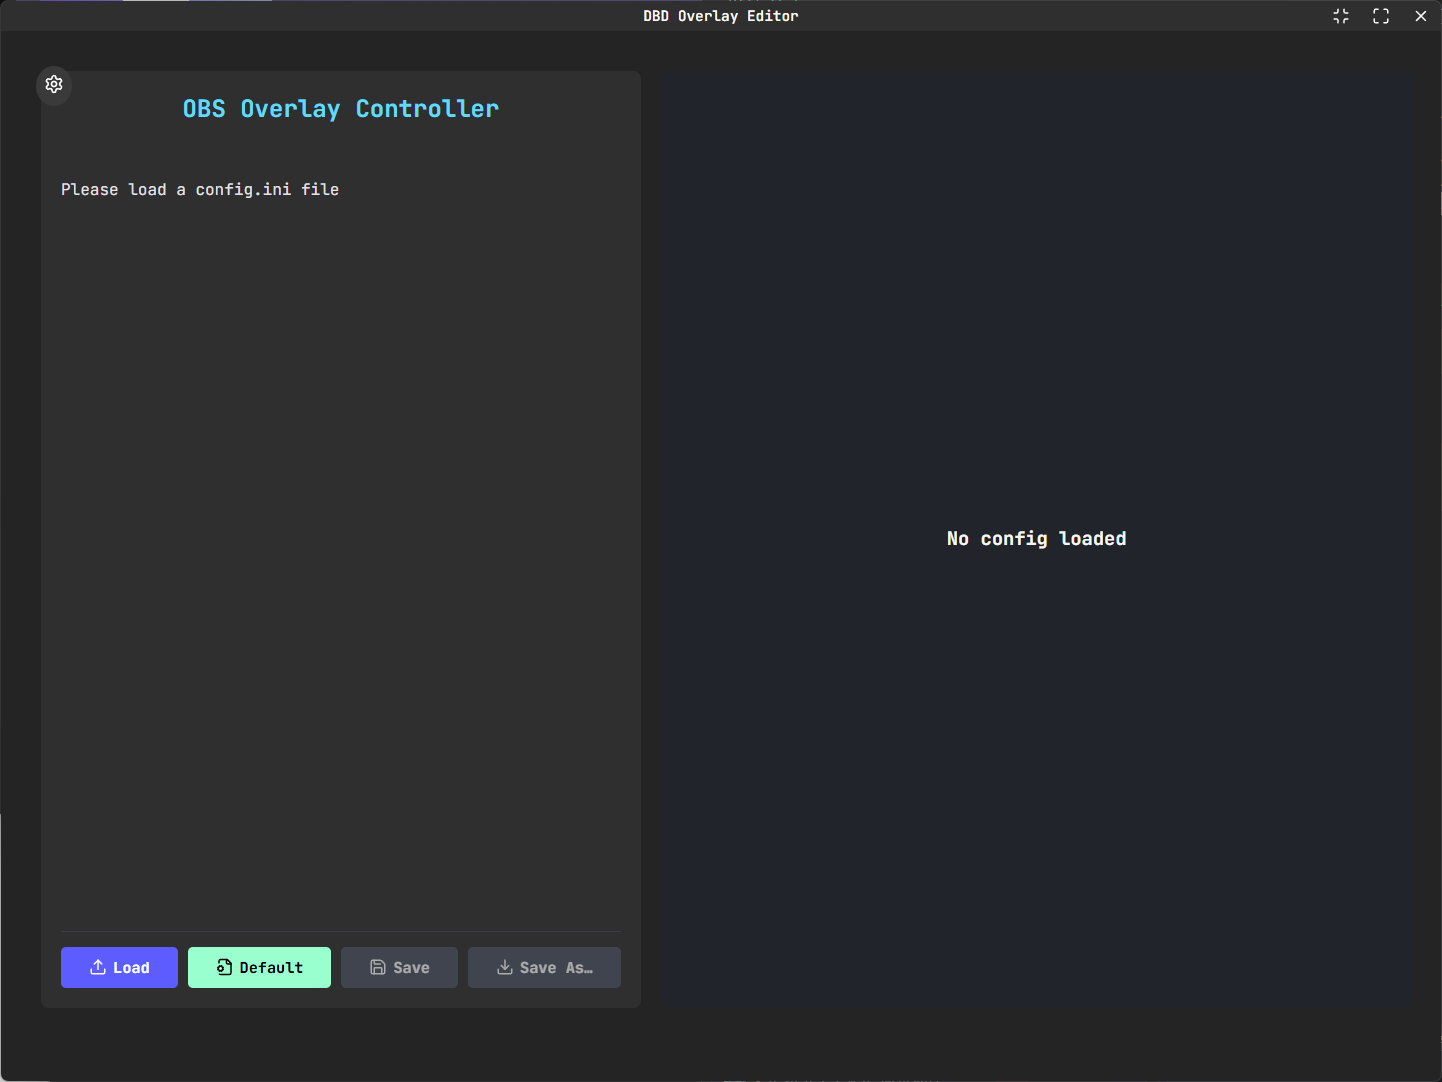 DBD Overlay Editor
OBS Overlay Controller
Please load a config.ini file
No config loaded
Load
Default
Save
Save As…